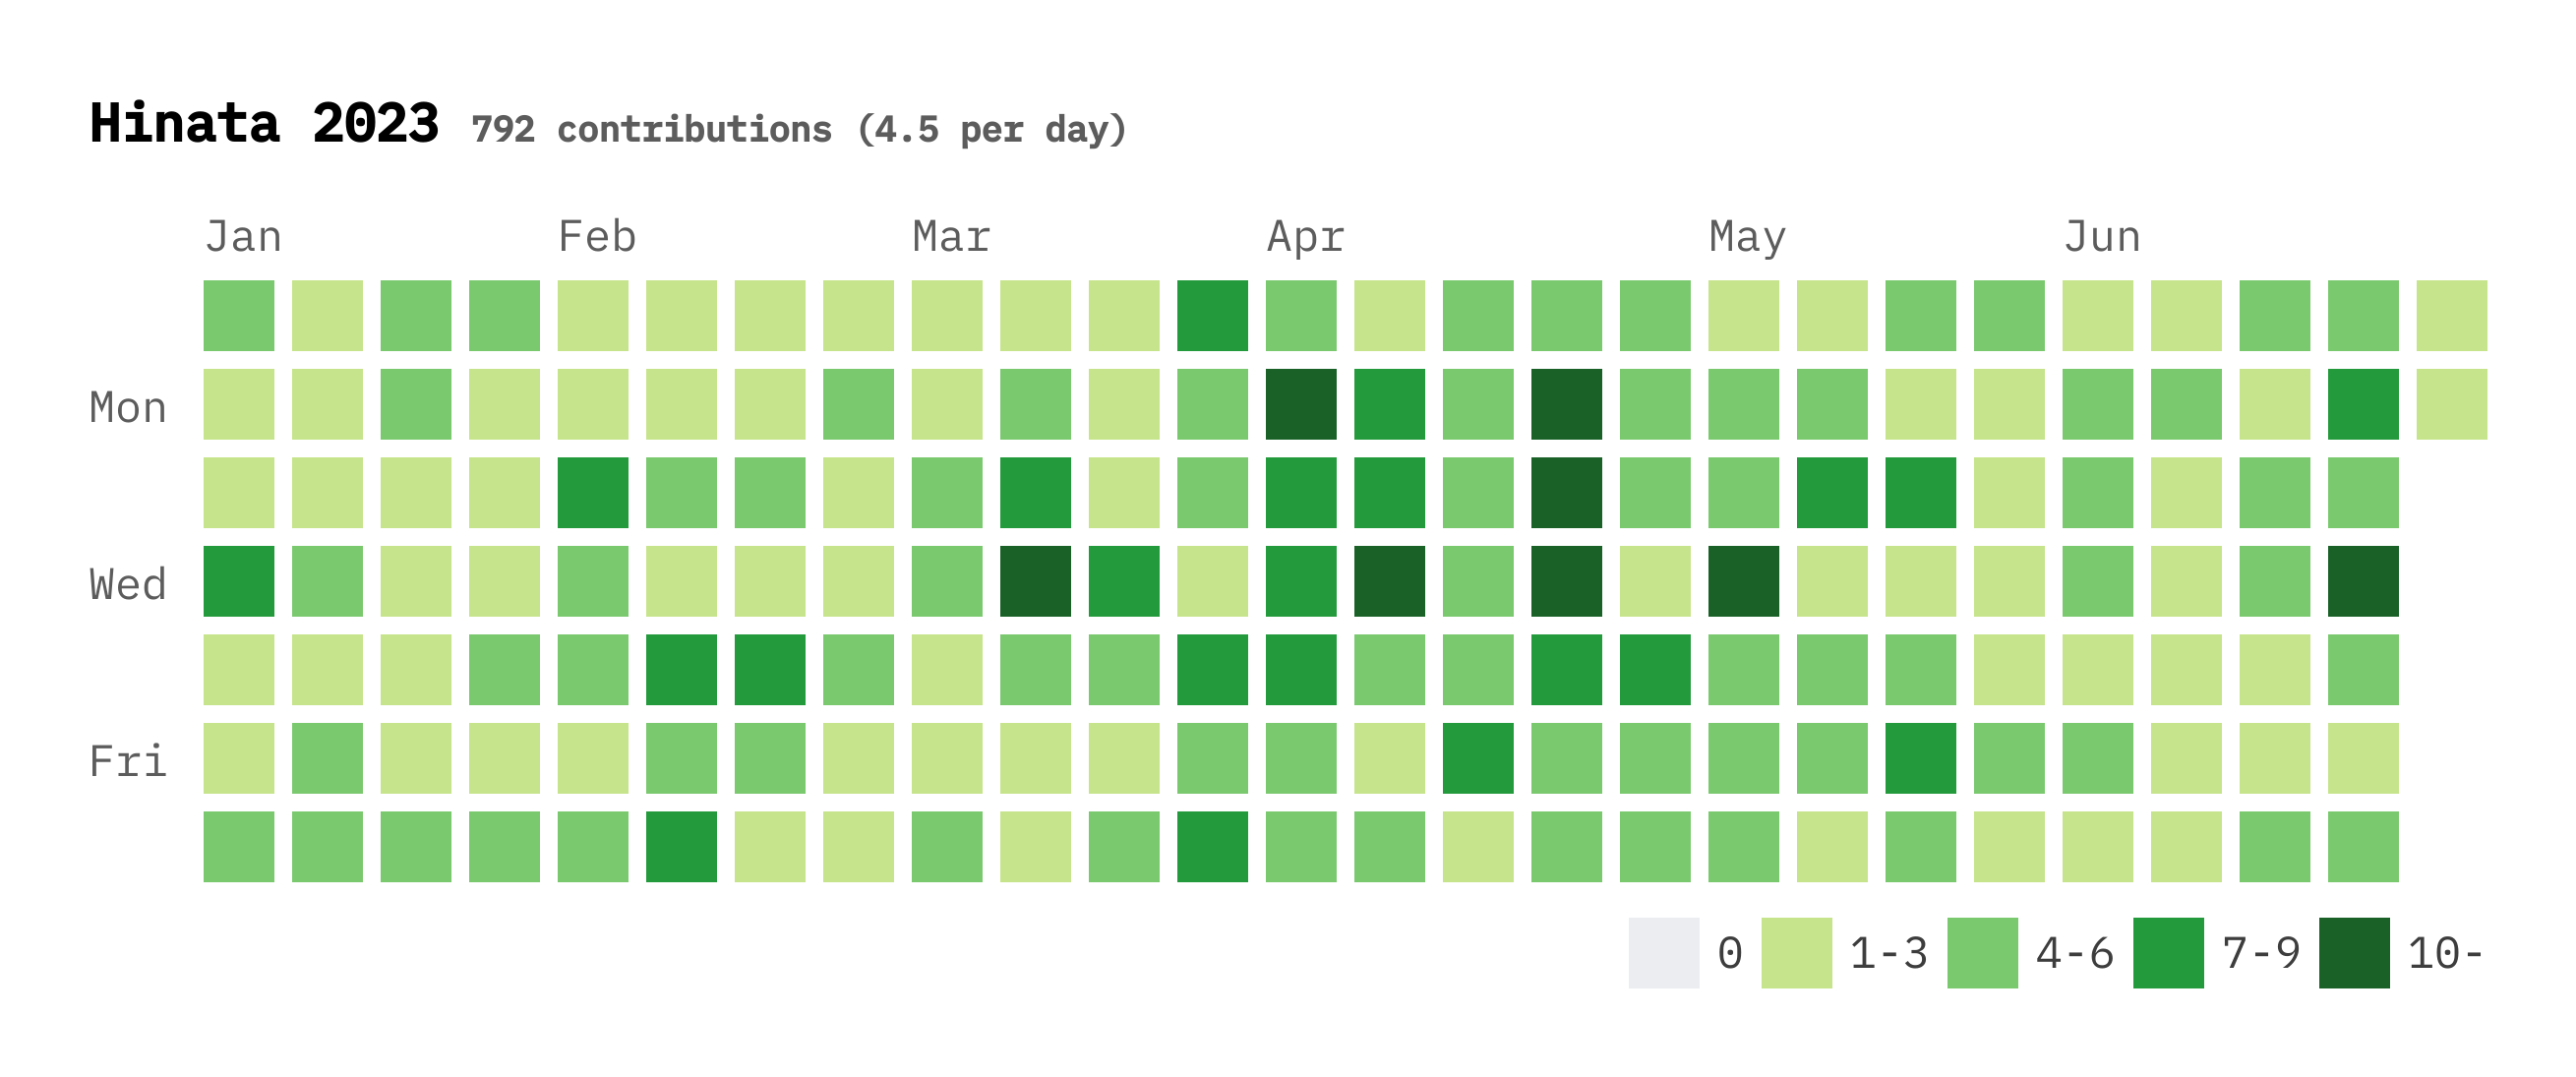 Hinata 2023 792 contributions (4.5 per day)
Jan Feb Mar Apr May Jun
Mon
Wed
Fri
0 1-3 4-6 7-9 10-